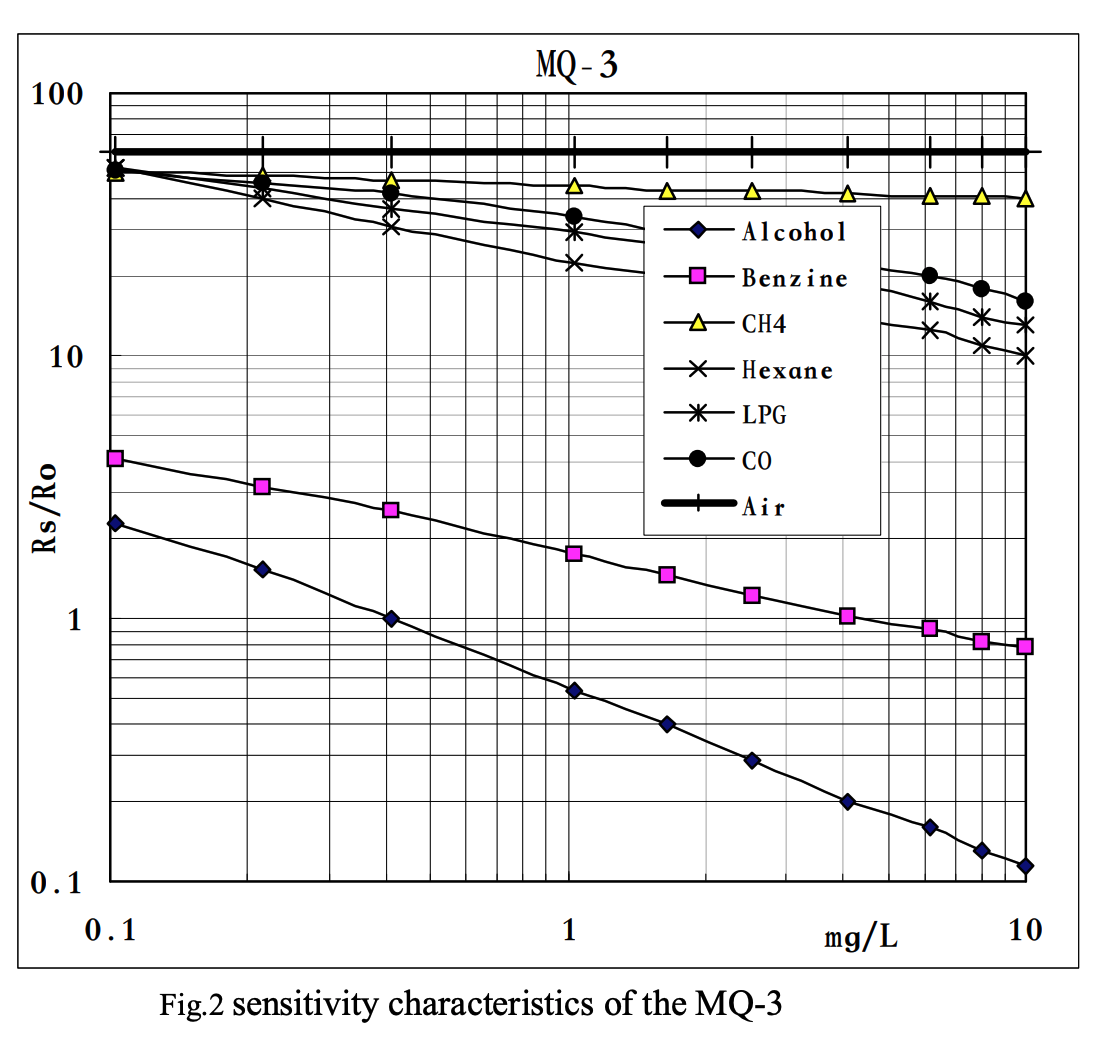 MQ-3
100
10
1
0.1
Rs/Ro
Alcohol
Benzine
CH4
Hexane
LPG
CO
Air
0.1
1
mg/L
10
Fig.2 sensitivity characteristics of the MQ-3